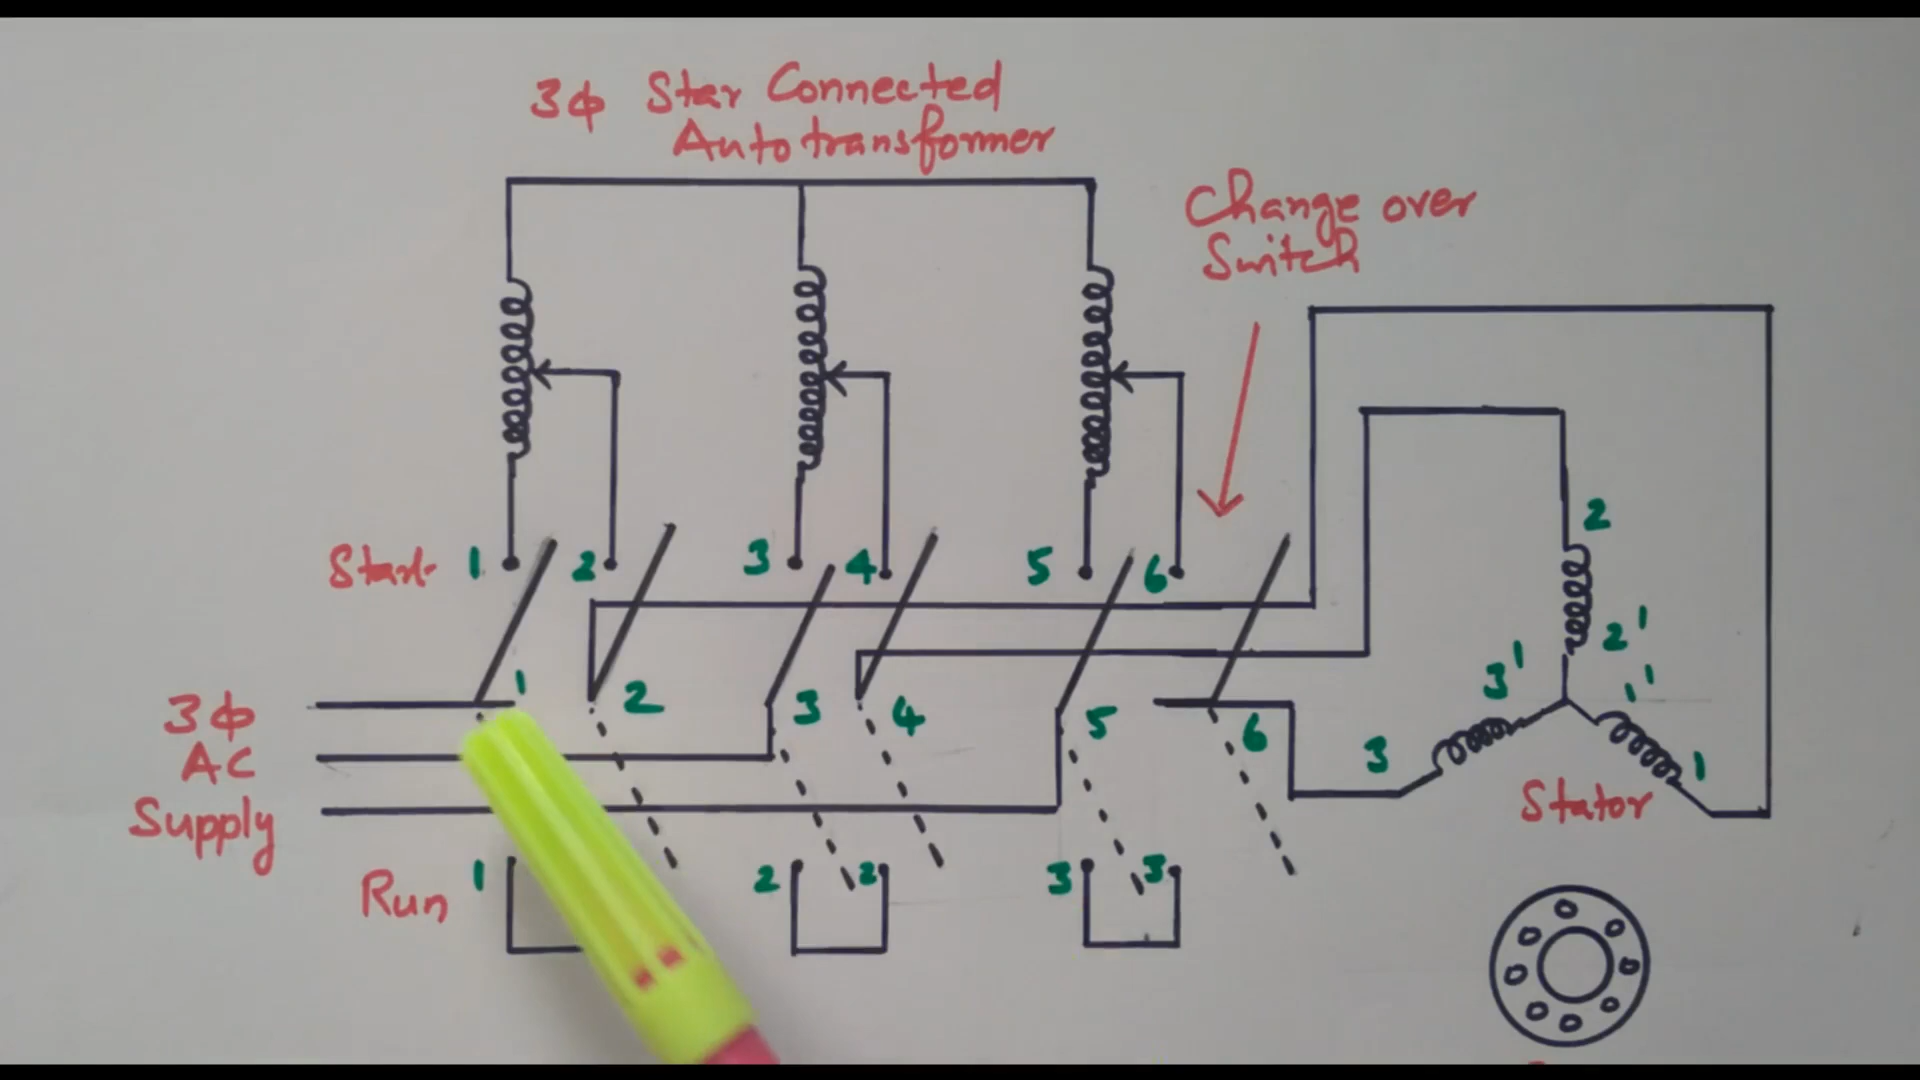 3ϕ Star Connected
Autotransformer
Change over
Switch
Start 1 2 3 4 5 6
1 2 3 4 5 6
3ϕ
AC
Supply
Run 1 2 2 3 3
2
2'
3' 1'
3 1
Stator